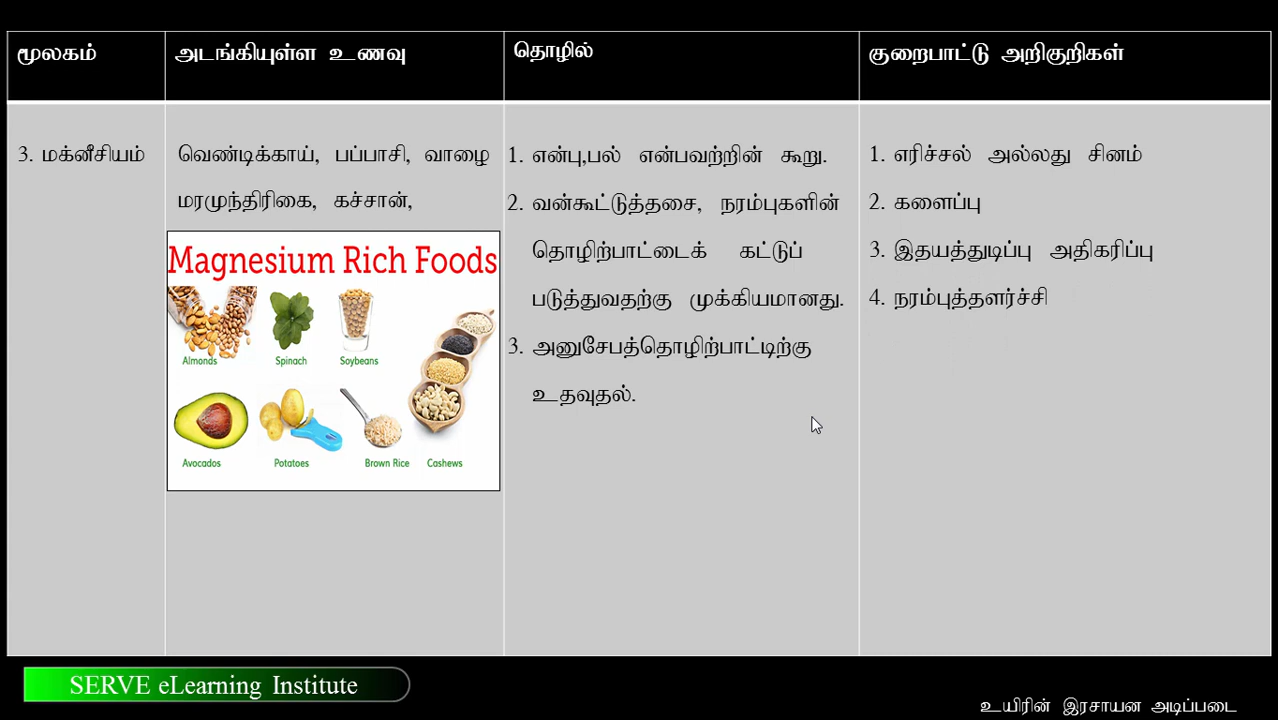 மூலகம்
அடங்கியுள்ள உணவு
தொழில்
குறைபாட்டு அறிகுறிகள்
3. மக்னீசியம்
வெண்டிக்காய், பப்பாசி, வாழை
மரமுந்திரிகை, கச்சான்,
Magnesium Rich Foods
Almonds
Spinach
Soybeans
Avocados
Potatoes
Brown Rice
Cashews
1. என்பு,பல் என்பவற்றின் கூறு.
2. வன்கூட்டுத்தசை, நரம்புகளின்
தொழிற்பாட்டைக் கட்டுப்
படுத்துவதற்கு முக்கியமானது.
3. அனுசேபத்தொழிற்பாட்டிற்கு
உதவுதல்.
1. எரிச்சல் அல்லது சினம்
2. களைப்பு
3. இதயத்துடிப்பு அதிகரிப்பு
4. நரம்புத்தளர்ச்சி
SERVE eLearning Institute
உயிரின் இரசாயன அடிப்படை